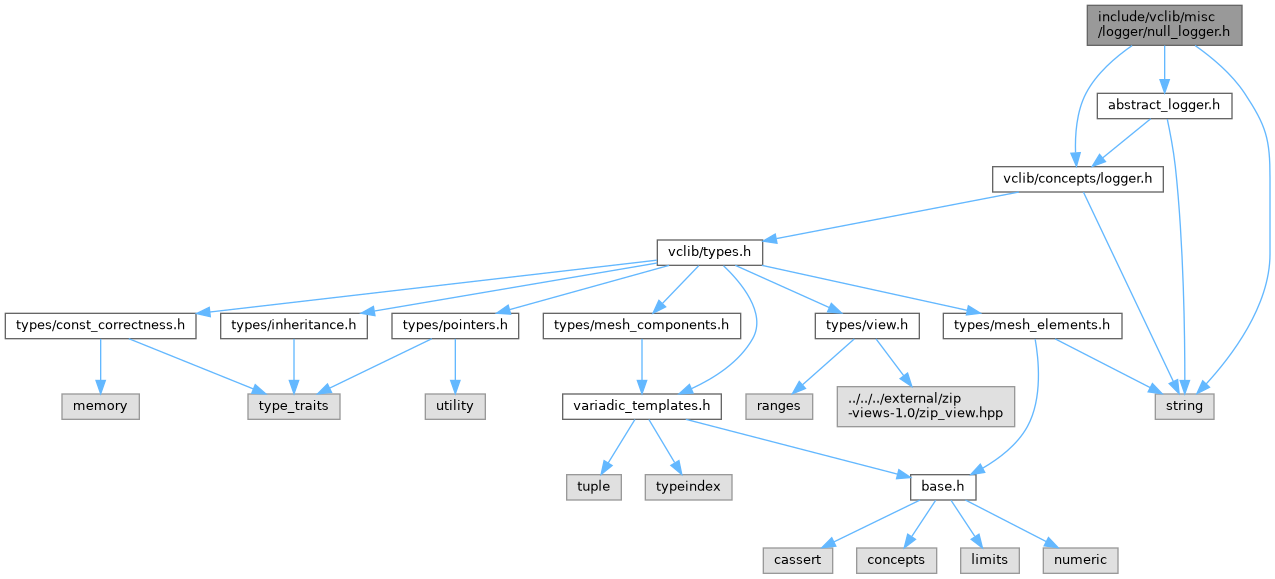 include/vclib/misc
/logger/null_logger.h
abstract_logger.h
vclib/concepts/logger.h
vclib/types.h
types/const_correctness.h
types/inheritance.h
types/pointers.h
types/mesh_components.h
types/view.h
types/mesh_elements.h
memory
type_traits
utility
variadic_templates.h
ranges
../../../external/zip
-views-1.0/zip_view.hpp
string
tuple
typeindex
base.h
cassert
concepts
limits
numeric